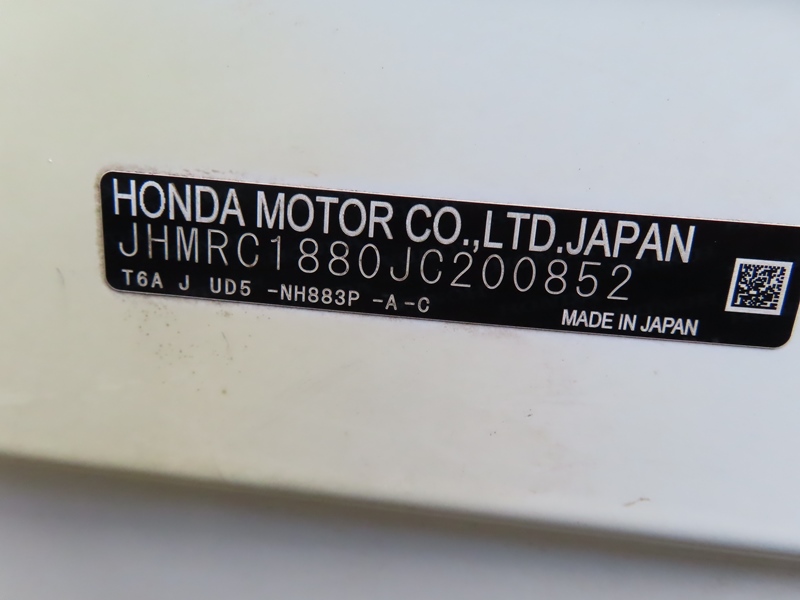 HONDA MOTOR CO.,LTD.JAPAN
JHMRC1880JC200852
T6A J UD5 -NH883P -A-C
MADE IN JAPAN